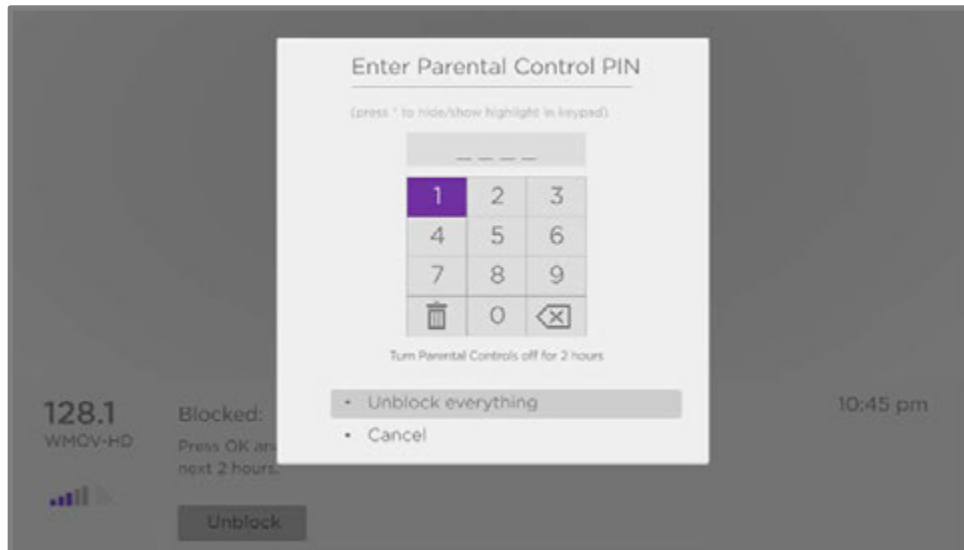 Enter Parental Control PIN
(press * to hide/show highlight in keypad)
_ _ _ _
1 2 3
4 5 6
7 8 9
0
Turn Parental Controls off for 2 hours
• Unblock everything
• Cancel
128.1
WMOV-HD
Blocked:
Press OK an
next 2 hours.
Unblock
10:45 pm